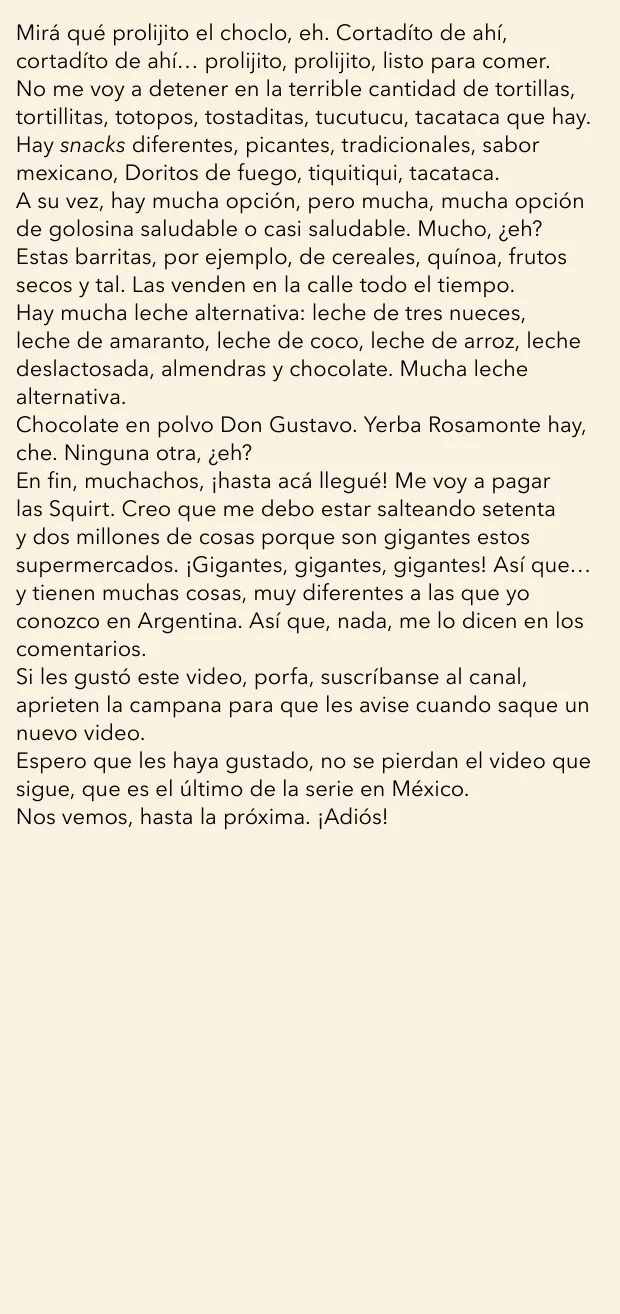 Mirá qué prolijito el choclo, eh. Cortadíto de ahí,
cortadíto de ahí… prolijito, prolijito, listo para comer.
No me voy a detener en la terrible cantidad de tortillas,
tortillitas, totopos, tostaditas, tucutucu, tacataca que hay.
Hay snacks diferentes, picantes, tradicionales, sabor
mexicano, Doritos de fuego, tiquitiqui, tacataca.
A su vez, hay mucha opción, pero mucha, mucha opción
de golosina saludable o casi saludable. Mucho, ¿eh?
Estas barritas, por ejemplo, de cereales, quínoa, frutos
secos y tal. Las venden en la calle todo el tiempo.
Hay mucha leche alternativa: leche de tres nueces,
leche de amaranto, leche de coco, leche de arroz, leche
deslactosada, almendras y chocolate. Mucha leche
alternativa.
Chocolate en polvo Don Gustavo. Yerba Rosamonte hay,
che. Ninguna otra, ¿eh?
En fin, muchachos, ¡hasta acá llegué! Me voy a pagar
las Squirt. Creo que me debo estar salteando setenta
y dos millones de cosas porque son gigantes estos
supermercados. ¡Gigantes, gigantes, gigantes! Así que…
y tienen muchas cosas, muy diferentes a las que yo
conozco en Argentina. Así que, nada, me lo dicen en los
comentarios.
Si les gustó este video, porfa, suscríbanse al canal,
aprieten la campana para que les avise cuando saque un
nuevo video.
Espero que les haya gustado, no se pierdan el video que
sigue, que es el último de la serie en México.
Nos vemos, hasta la próxima. ¡Adiós!